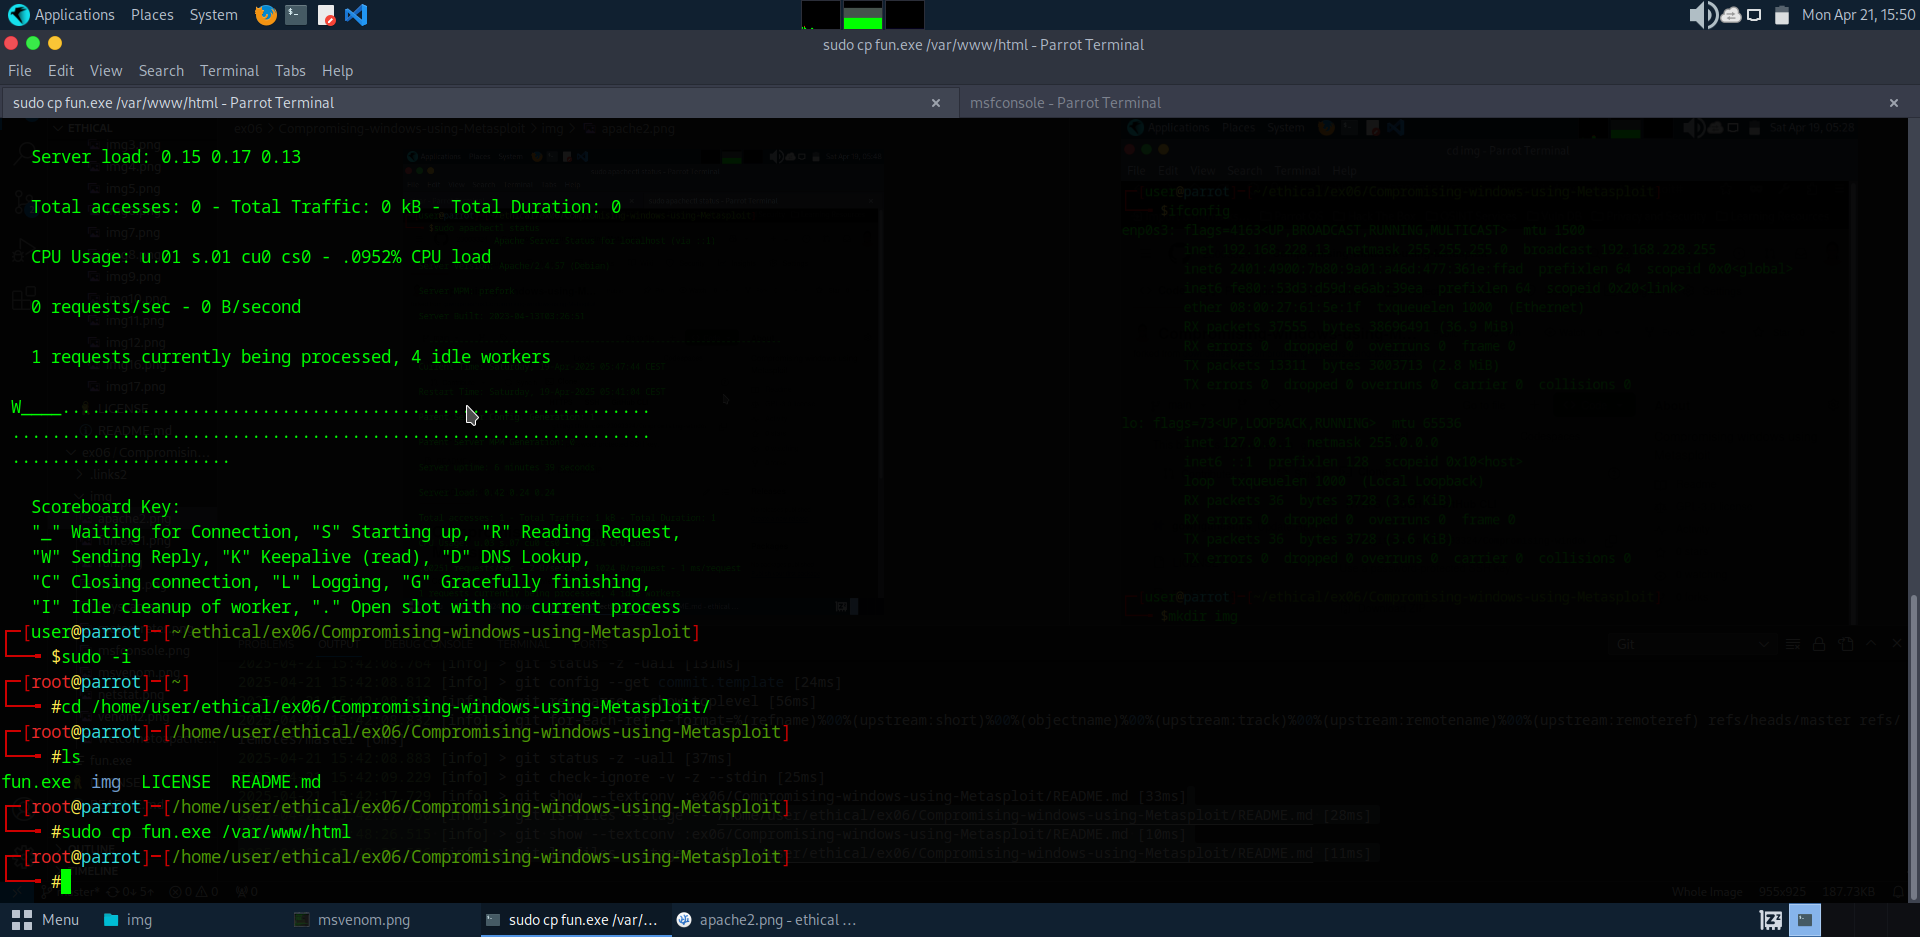 Applications Places System
Mon Apr 21, 15:50
sudo cp fun.exe /var/www/html - Parrot Terminal
File Edit View Search Terminal Tabs Help
sudo cp fun.exe /var/www/html - Parrot Terminal
msfconsole - Parrot Terminal
Server load: 0.15 0.17 0.13
Total accesses: 0 - Total Traffic: 0 kB - Total Duration: 0
CPU Usage: u.01 s.01 cu0 cs0 - .0952% CPU load
0 requests/sec - 0 B/second
1 requests currently being processed, 4 idle workers
W____...........................................................
................................................................
......................
Scoreboard Key:
"_" Waiting for Connection, "S" Starting up, "R" Reading Request,
"W" Sending Reply, "K" Keepalive (read), "D" DNS Lookup,
"C" Closing connection, "L" Logging, "G" Gracefully finishing,
"I" Idle cleanup of worker, "." Open slot with no current process
[user@parrot]-[~/ethical/ex06/Compromising-windows-using-Metasploit]
$sudo -i
[root@parrot]-[~]
#cd /home/user/ethical/ex06/Compromising-windows-using-Metasploit/
[root@parrot]-[/home/user/ethical/ex06/Compromising-windows-using-Metasploit]
#ls
fun.exe img LICENSE README.md
[root@parrot]-[/home/user/ethical/ex06/Compromising-windows-using-Metasploit]
#sudo cp fun.exe /var/www/html
[root@parrot]-[/home/user/ethical/ex06/Compromising-windows-using-Metasploit]
#
Menu
img
msvenom.png
sudo cp fun.exe /var/...
apache2.png - ethical ...